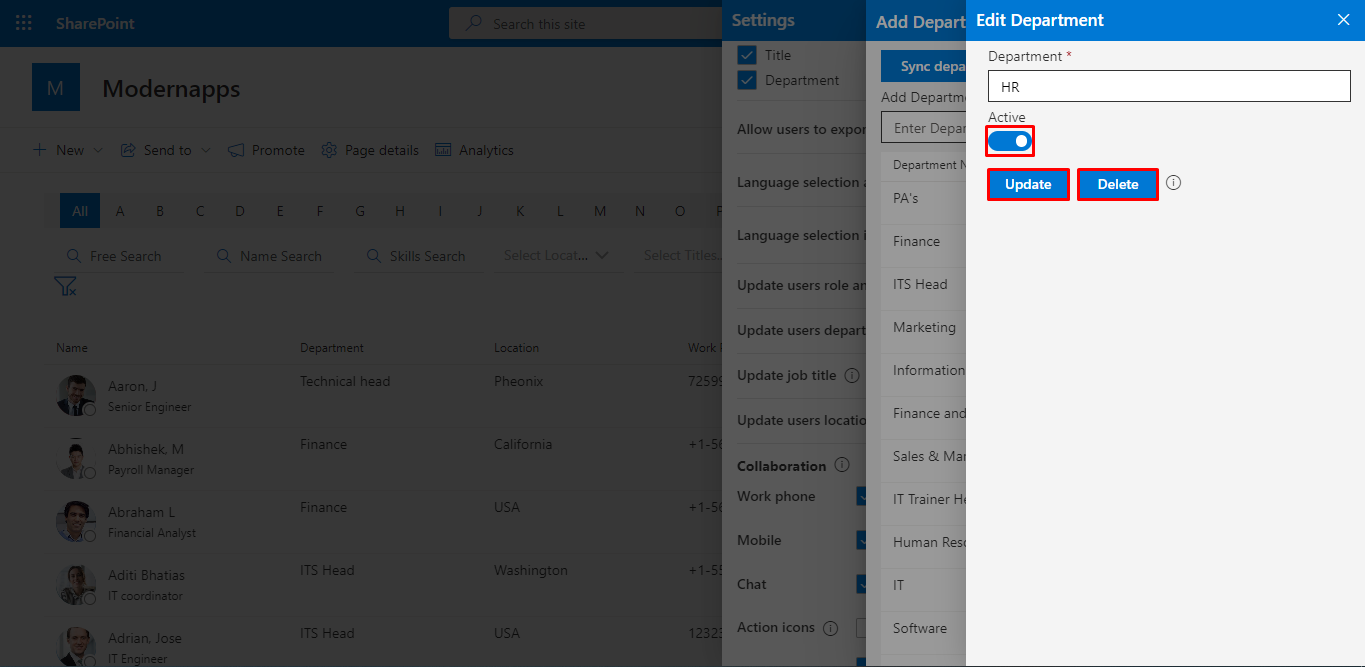 SharePoint
Search this site
M
Modernapps
New
Send to
Promote
Page details
Analytics
All A B C D E F G H I J K L M N O
Free Search
Name Search
Skills Search
Select Locat...
Select Titles...
Name
Department
Location
Work
Aaron, J
Senior Engineer
Technical head
Pheonix
72599
Abhishek, M
Payroll Manager
Finance
California
+1-56
Abraham L
Financial Analyst
Finance
USA
+1-56
Aditi Bhatias
IT coordinator
ITS Head
Washington
+1-55
Adrian, Jose
IT Engineer
ITS Head
USA
12323
Settings
Title
Department
Allow users to expor
Language selection
Language selection
Update users role an
Update users depart
Update job title
Update users locatio
Collaboration
Work phone
Mobile
Chat
Action icons
Add Depart
Sync depa
Add Departme
Enter Depar
Department N
PA's
Finance
ITS Head
Marketing
Information
Finance and
Sales & Mar
IT Trainer He
Human Reso
IT
Software
Edit Department
Department *
HR
Active
Update
Delete